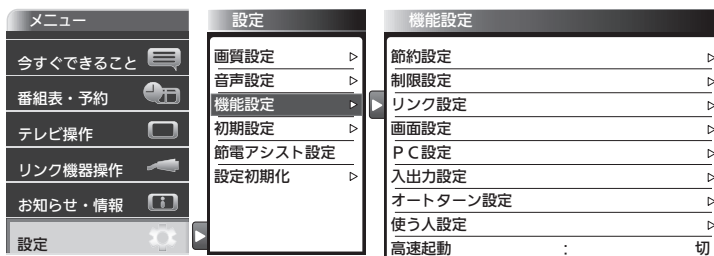 メニュー
今すぐできること
番組表・予約
テレビ操作
リンク機器操作
お知らせ・情報
設定
設定
画質設定
音声設定
機能設定
初期設定
節電アシスト設定
設定初期化
機能設定
節約設定
制限設定
リンク設定
画面設定
ＰＣ設定
入出力設定
オートターン設定
使う人設定
高速起動 : 切